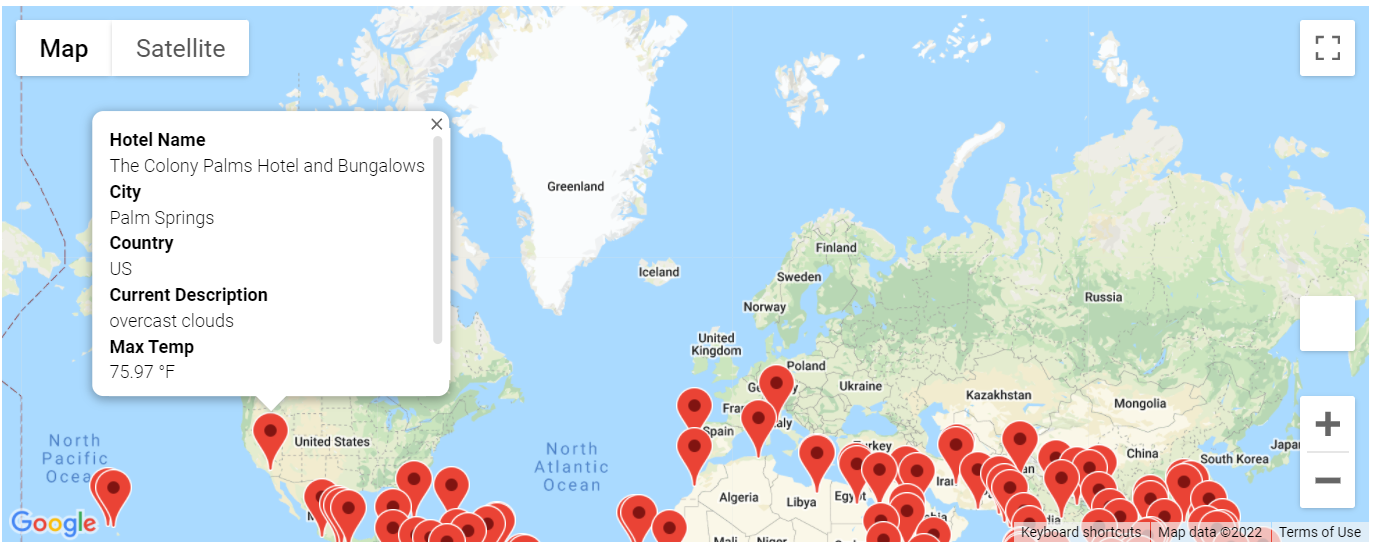 Map
Satellite
Hotel Name
The Colony Palms Hotel and Bungalows
City
Palm Springs
Country
US
Current Description
overcast clouds
Max Temp
75.97 °F
Greenland
Iceland
Finland
Sweden
Norway
Russia
United
Kingdom
Poland
Ukraine
Kazakhstan
Mongolia
Spain
Turkey
United States
North
Pacific
Ocea
North
Atlantic
Ocean
China
South Korea
Japan
Algeria
Libya
Egypt
Iran
Mali
Niger
Google
Keyboard shortcuts
Map data ©2022
Terms of Use